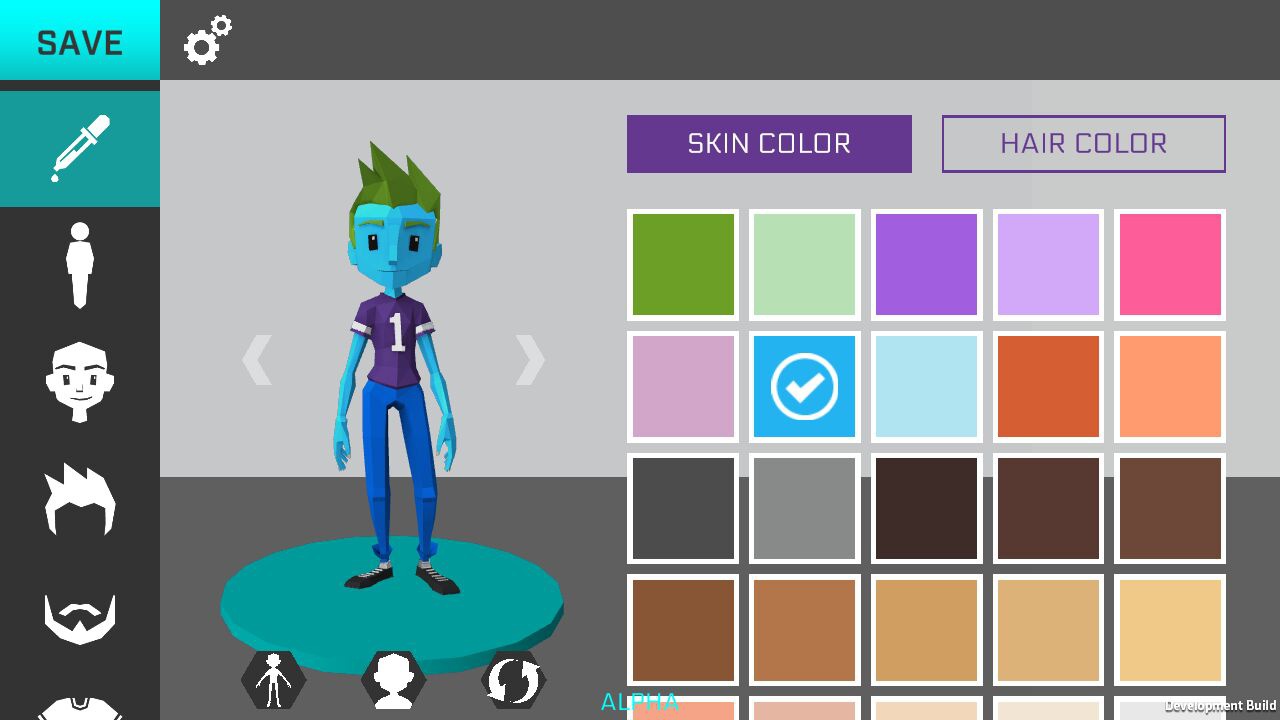 SAVE
SKIN COLOR
HAIR COLOR
1
ALPHA
Development Build